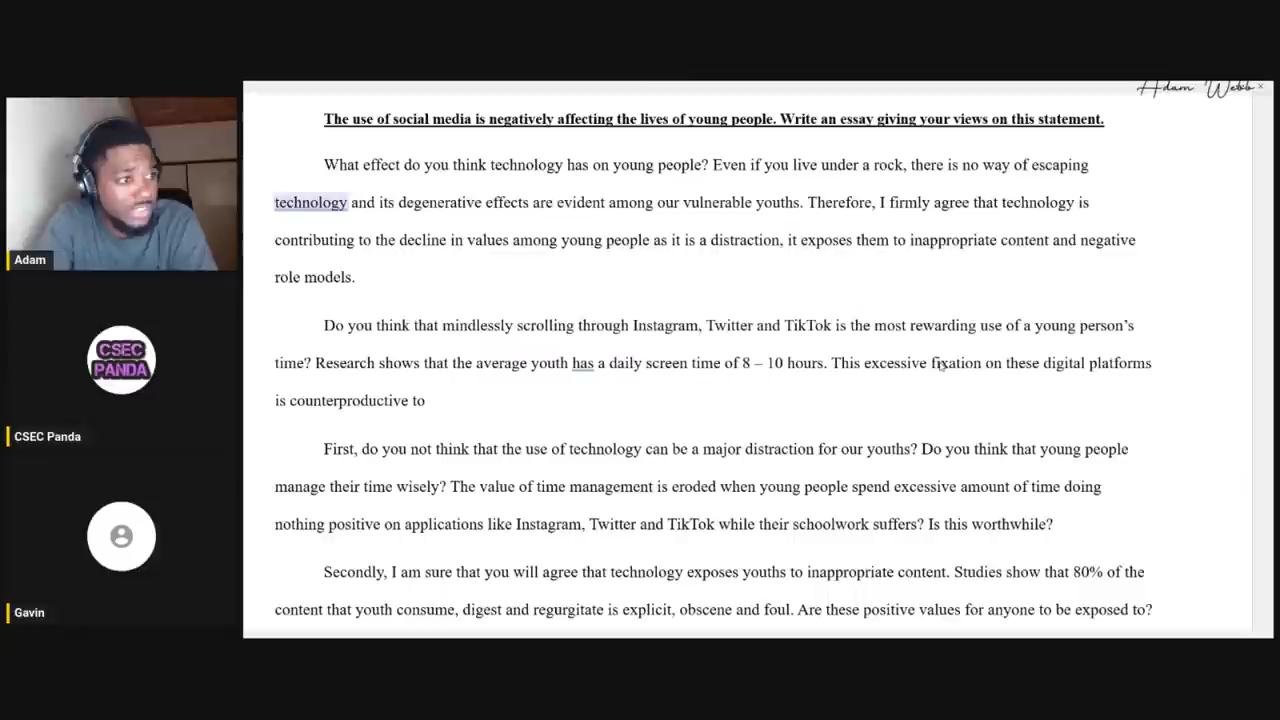 Adam Webb
The use of social media is negatively affecting the lives of young people. Write an essay giving your views on this statement.
What effect do you think technology has on young people? Even if you live under a rock, there is no way of escaping
technology and its degenerative effects are evident among our vulnerable youths. Therefore, I firmly agree that technology is
contributing to the decline in values among young people as it is a distraction, it exposes them to inappropriate content and negative
role models.
Do you think that mindlessly scrolling through Instagram, Twitter and TikTok is the most rewarding use of a young person’s
time? Research shows that the average youth has a daily screen time of 8 – 10 hours. This excessive fixation on these digital platforms
is counterproductive to
First, do you not think that the use of technology can be a major distraction for our youths? Do you think that young people
manage their time wisely? The value of time management is eroded when young people spend excessive amount of time doing
nothing positive on applications like Instagram, Twitter and TikTok while their schoolwork suffers? Is this worthwhile?
Secondly, I am sure that you will agree that technology exposes youths to inappropriate content. Studies show that 80% of the
content that youth consume, digest and regurgitate is explicit, obscene and foul. Are these positive values for anyone to be exposed to?
Adam
CSEC
PANDA
CSEC Panda
Gavin